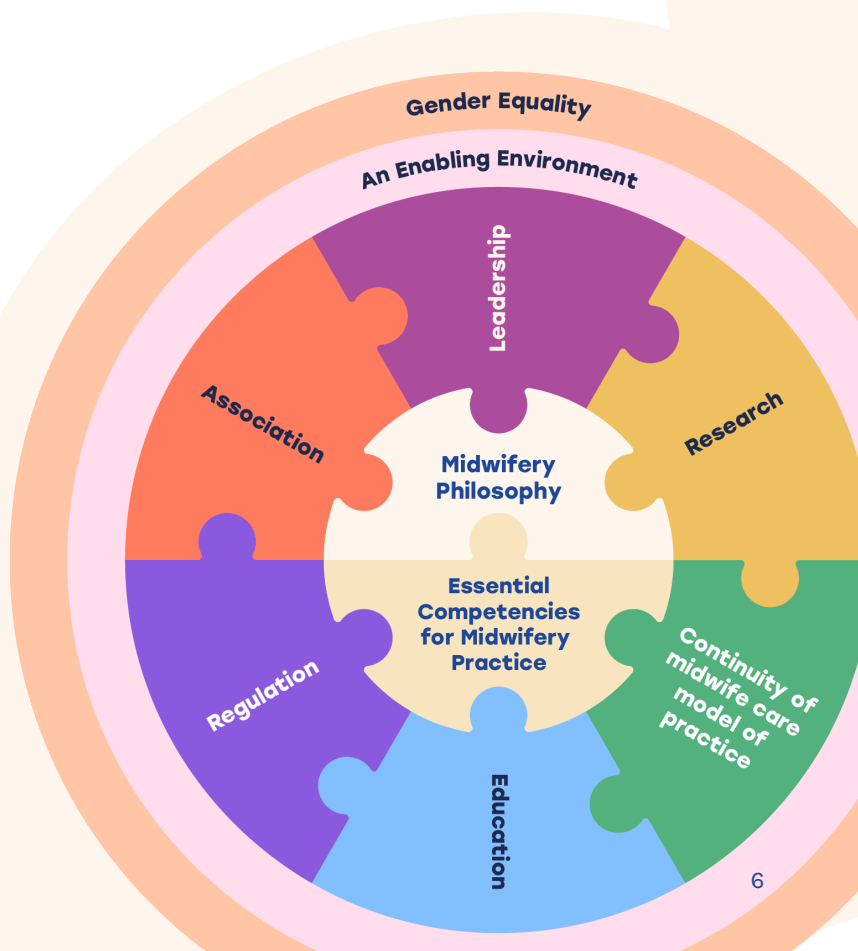 Gender Equality
An Enabling Environment
Leadership
Association
Research
Midwifery
Philosophy
Essential
Competencies
for Midwifery
Practice
Regulation
Continuity of
midwife care
model of
practice
Education
6